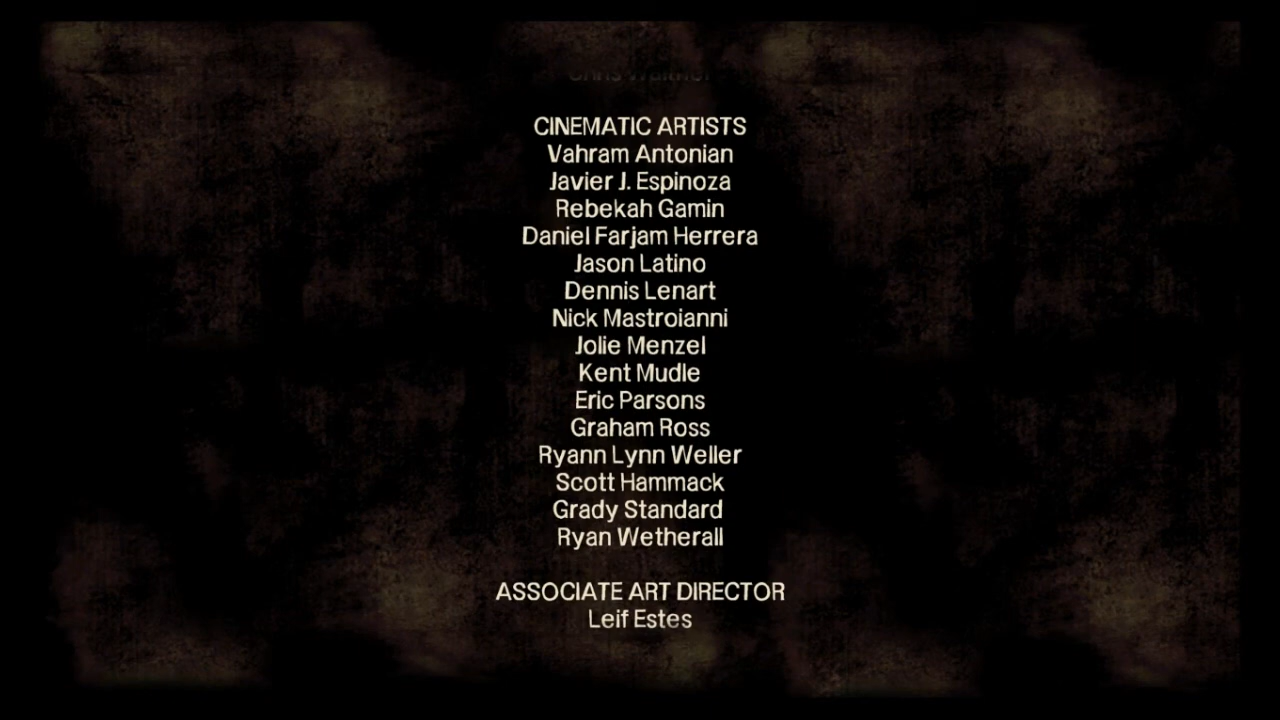 CINEMATIC ARTISTS
Vahram Antonian
Javier J. Espinoza
Rebekah Gamin
Daniel Farjam Herrera
Jason Latino
Dennis Lenart
Nick Mastroianni
Jolie Menzel
Kent Mudle
Eric Parsons
Graham Ross
Ryann Lynn Weller
Scott Hammack
Grady Standard
Ryan Wetherall
ASSOCIATE ART DIRECTOR
Leif Estes